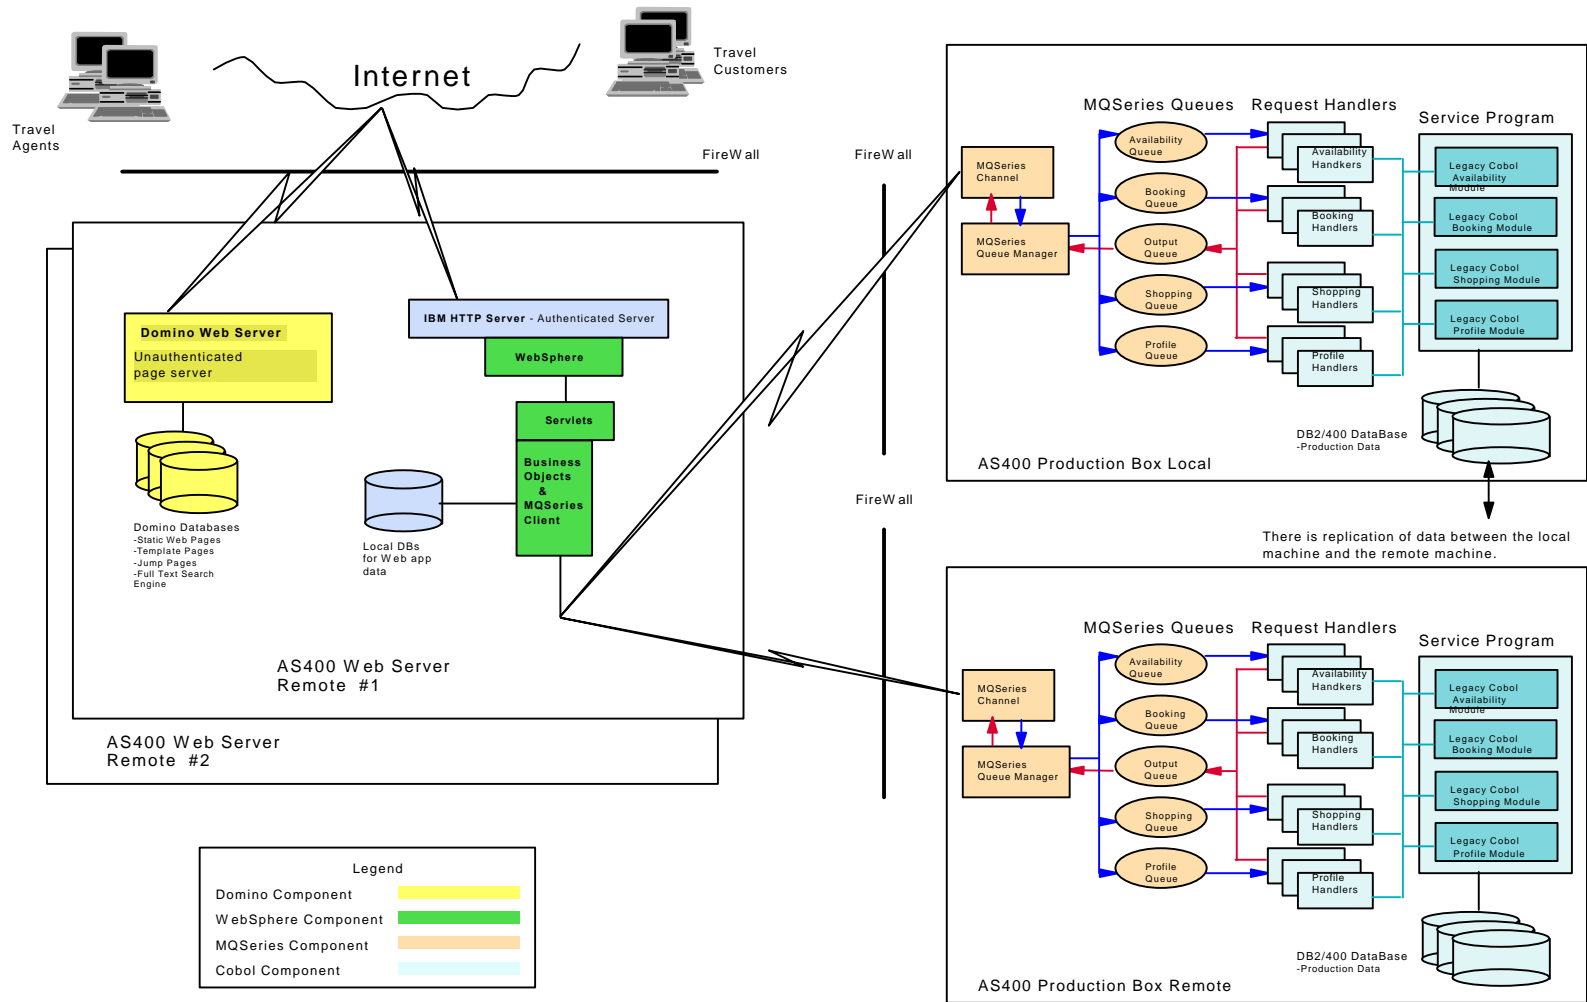 Internet
Travel
Agents
Travel
Customers
FireWall
FireWall
Domino Web Server
Unauthenticated
page server
IBM HTTP Server - Authenticated Server
WebSphere
Servlets
Business
Objects
&
MQSeries
Client
Domino Databases
-Static Web Pages
-Template Pages
-Jump Pages
-Full Text Search
Engine
Local DBs
for Web app
data
AS400 Web Server
Remote #1
AS400 Web Server
Remote #2
Legend
Domino Component
WebSphere Component
MQSeries Component
Cobol Component
MQSeries Queues
Request Handlers
Service Program
MQSeries
Channel
MQSeries
Queue Manager
Availability
Queue
Booking
Queue
Output
Queue
Shopping
Queue
Profile
Queue
Availability
Handkers
Booking
Handlers
Shopping
Handlers
Profile
Handlers
Legacy Cobol
Availability
Module
Legacy Cobol
Booking Module
Legacy Cobol
Shopping Module
Legacy Cobol
Profile Module
DB2/400 DataBase
-Production Data
AS400 Production Box Local
FireWall
There is replication of data between the local
machine and the remote machine.
MQSeries Queues
Request Handlers
Service Program
MQSeries
Channel
MQSeries
Queue Manager
Availability
Queue
Booking
Queue
Output
Queue
Shopping
Queue
Profile
Queue
Availability
Handkers
Booking
Handlers
Shopping
Handlers
Profile
Handlers
Legacy Cobol
Availability
Module
Legacy Cobol
Booking Module
Legacy Cobol
Shopping Module
Legacy Cobol
Profile Module
DB2/400 DataBase
-Production Data
AS400 Production Box Remote